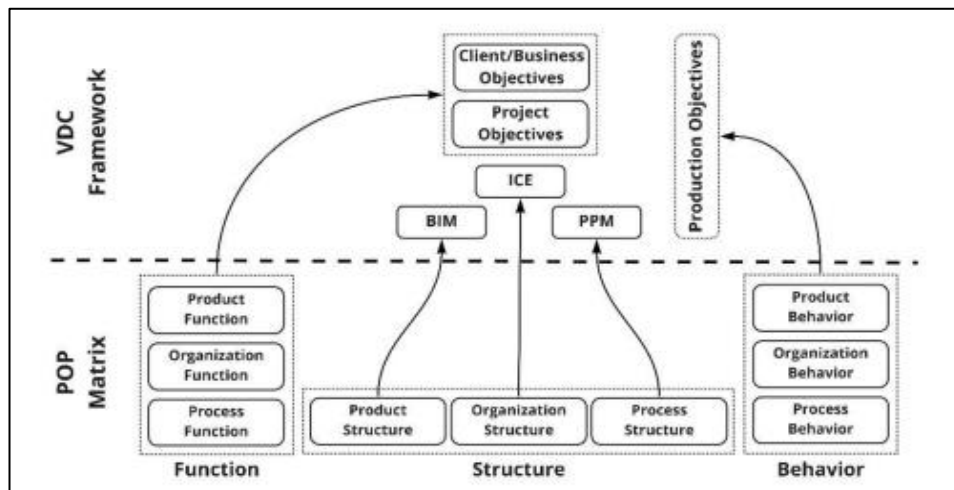 VDC
Framework
Client/Business
Objectives
Project
Objectives
Production Objectives
ICE
BIM
PPM
POP
Matrix
Product
Function
Organization
Function
Process
Function
Product
Structure
Organization
Structure
Process
Structure
Product
Behavior
Organization
Behavior
Process
Behavior
Function
Structure
Behavior